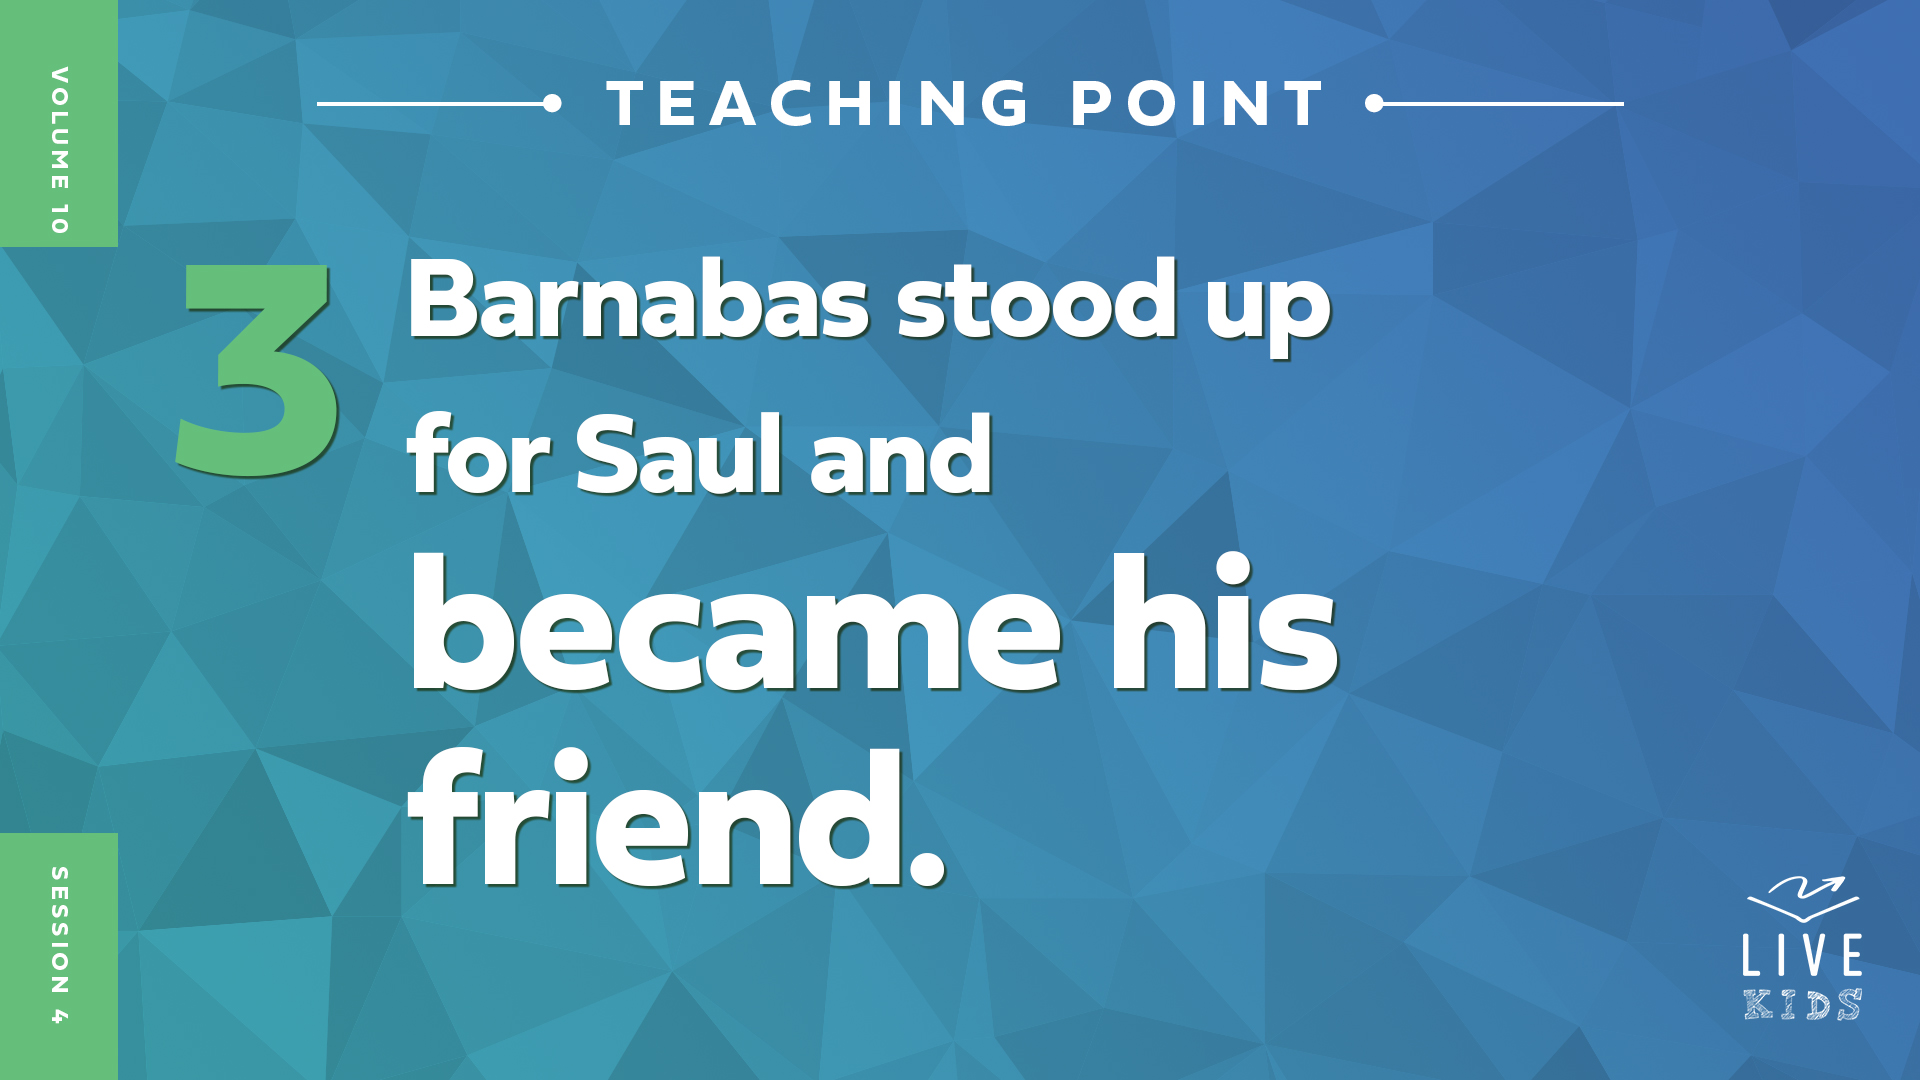 VOLUME 10
TEACHING POINT
3
Barnabas stood up
for Saul and
became his
friend.
SESSION 4
LIVE
KIDS